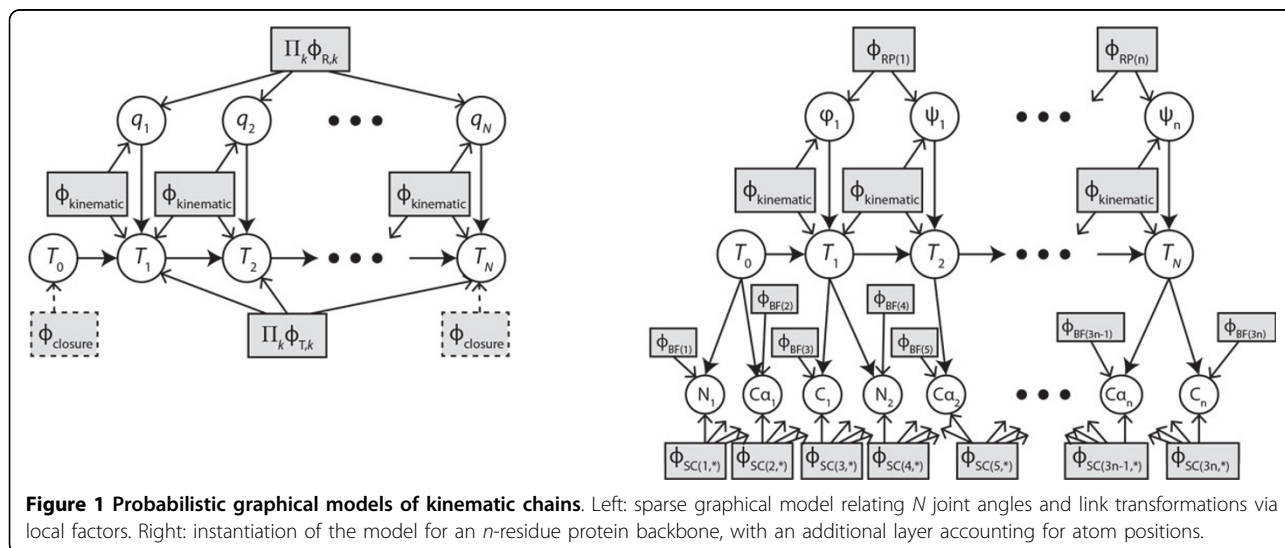 Π_k ϕ_R,k
q_1 q_2 q_N
ϕ_kinematic ϕ_kinematic ϕ_kinematic
T_0 T_1 T_2 T_N
ϕ_closure Π_k ϕ_T,k ϕ_closure
ϕ_RP(1) ϕ_RP(n)
φ_1 ψ_1 ψ_n
ϕ_kinematic ϕ_kinematic ϕ_kinematic
T_0 T_1 T_2 T_N
ϕ_BF(2) ϕ_BF(4)
ϕ_BF(1) ϕ_BF(3) ϕ_BF(5) ϕ_BF(3n-1) ϕ_BF(3n)
N_1 Cα_1 C_1 N_2 Cα_2 Cα_n C_n
ϕ_SC(1,*) ϕ_SC(2,*) ϕ_SC(3,*) ϕ_SC(4,*) ϕ_SC(5,*) ϕ_SC(3n-1,*) ϕ_SC(3n,*)
Figure 1 Probabilistic graphical models of kinematic chains. Left: sparse graphical model relating N joint angles and link transformations via
local factors. Right: instantiation of the model for an n-residue protein backbone, with an additional layer accounting for atom positions.